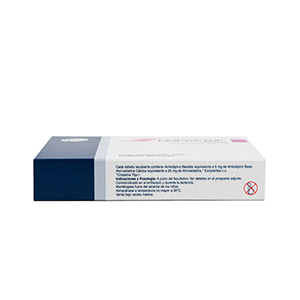 Cada tableta recubierta contiene: Amlodipino Besilato equivalente a 5 mg de Amlodipino Base
Atorvastatina Cálcica equivalente a 20 mg de Atorvastatina. Excipientes c.s
Indicaciones y Posología: A juicio del facultativo. Ver detalles en el prospecto adjunto.
Contraindicado en el embarazo y durante la lactancia.
Manténgase fuera del alcance de los niños.
Almacénese a temperatura no mayor a 30°C.
Venta bajo receta médica.